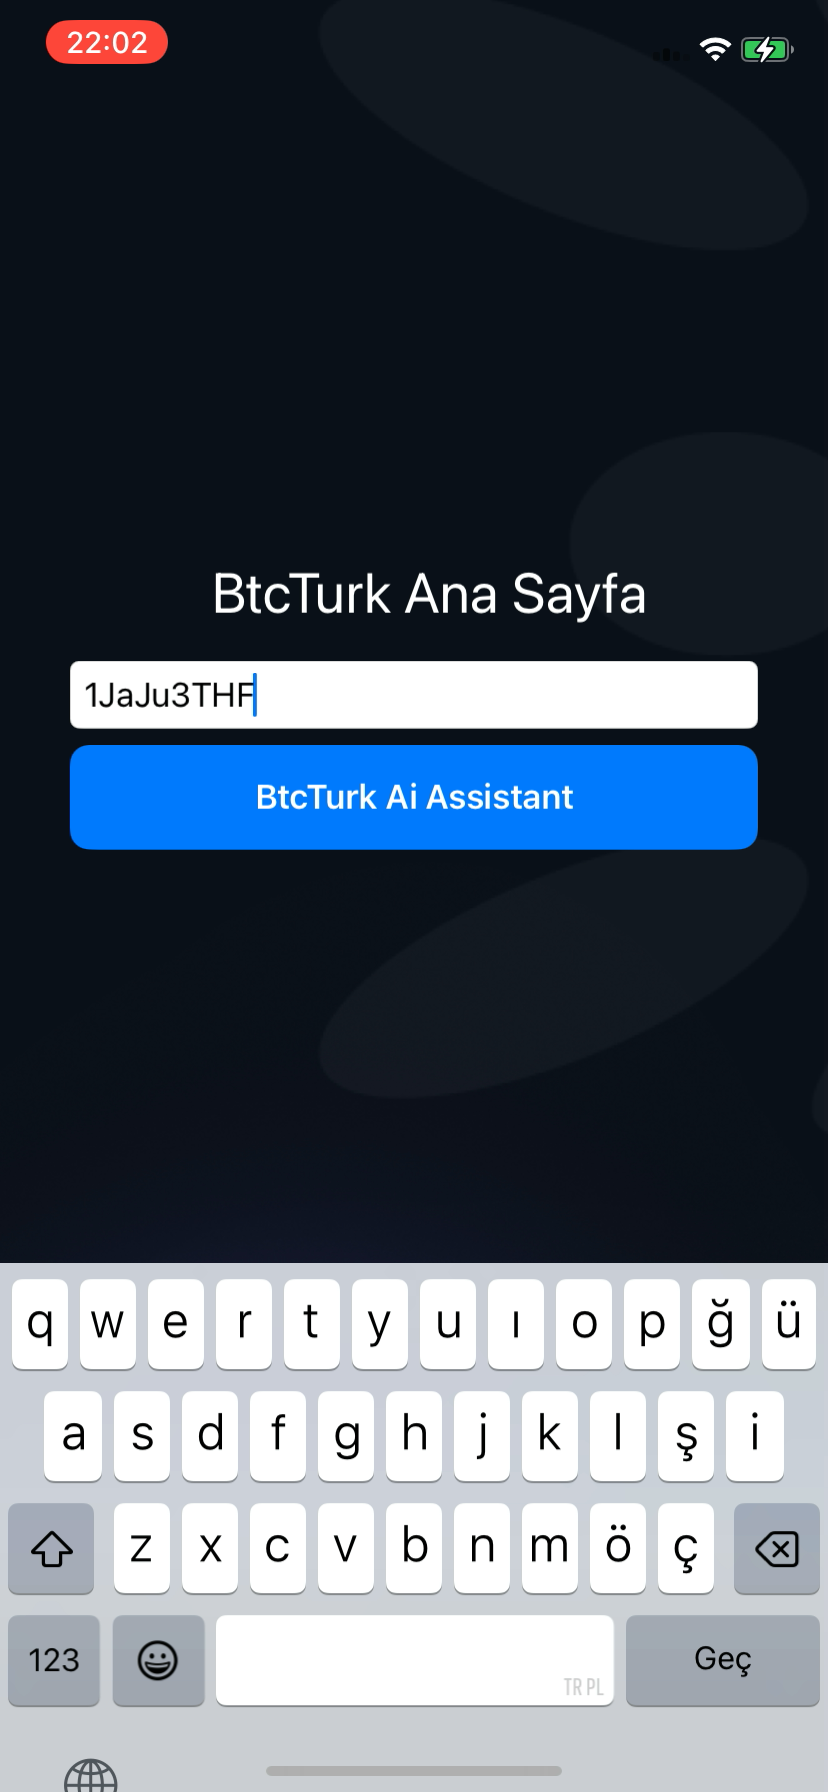 22:02
BtcTurk Ana Sayfa
1JaJu3THF
BtcTurk Ai Assistant
q w e r t y u ı o p ğ ü
a s d f g h j k l ş i
z x c v b n m ö ç
123
TR PL
Geç